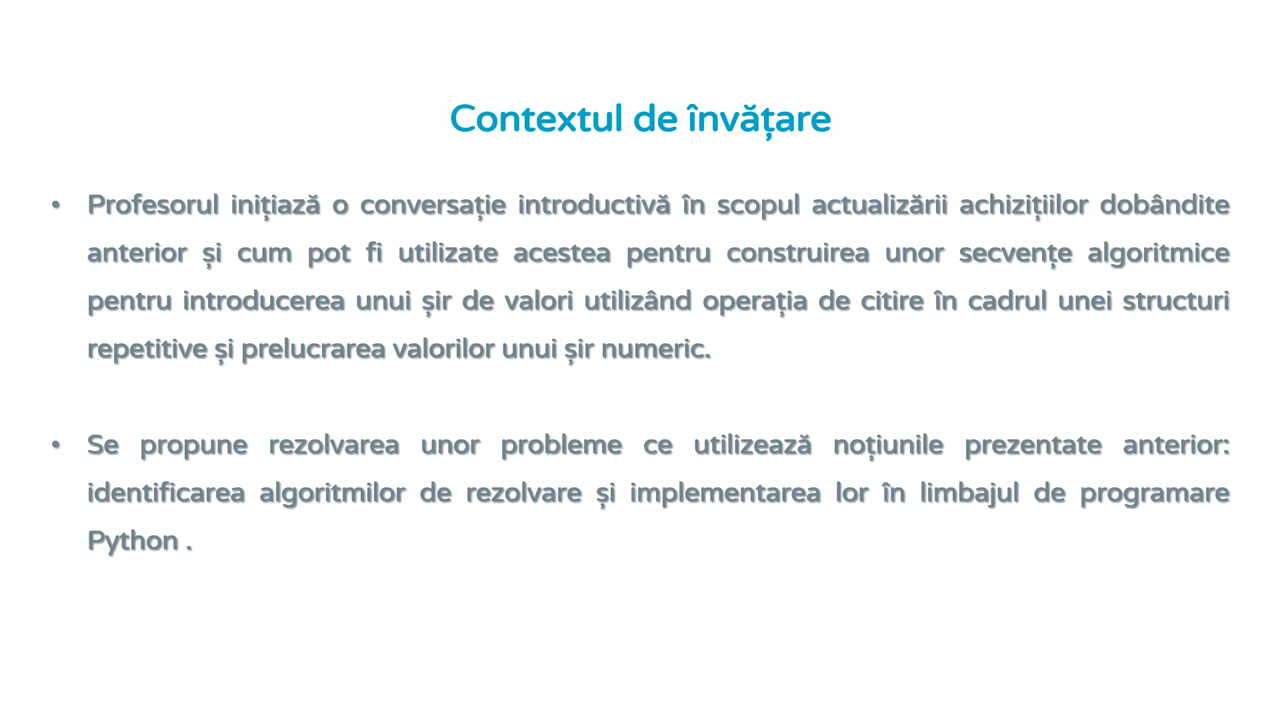 Contextul de învățare
• Profesorul inițiază o conversație introductivă în scopul actualizării achizițiilor dobândite
anterior și cum pot fi utilizate acestea pentru construirea unor secvențe algoritmice
pentru introducerea unui șir de valori utilizând operația de citire în cadrul unei structuri
repetitive și prelucrarea valorilor unui șir numeric.
• Se propune rezolvarea unor probleme ce utilizează noțiunile prezentate anterior:
identificarea algoritmilor de rezolvare și implementarea lor în limbajul de programare
Python .